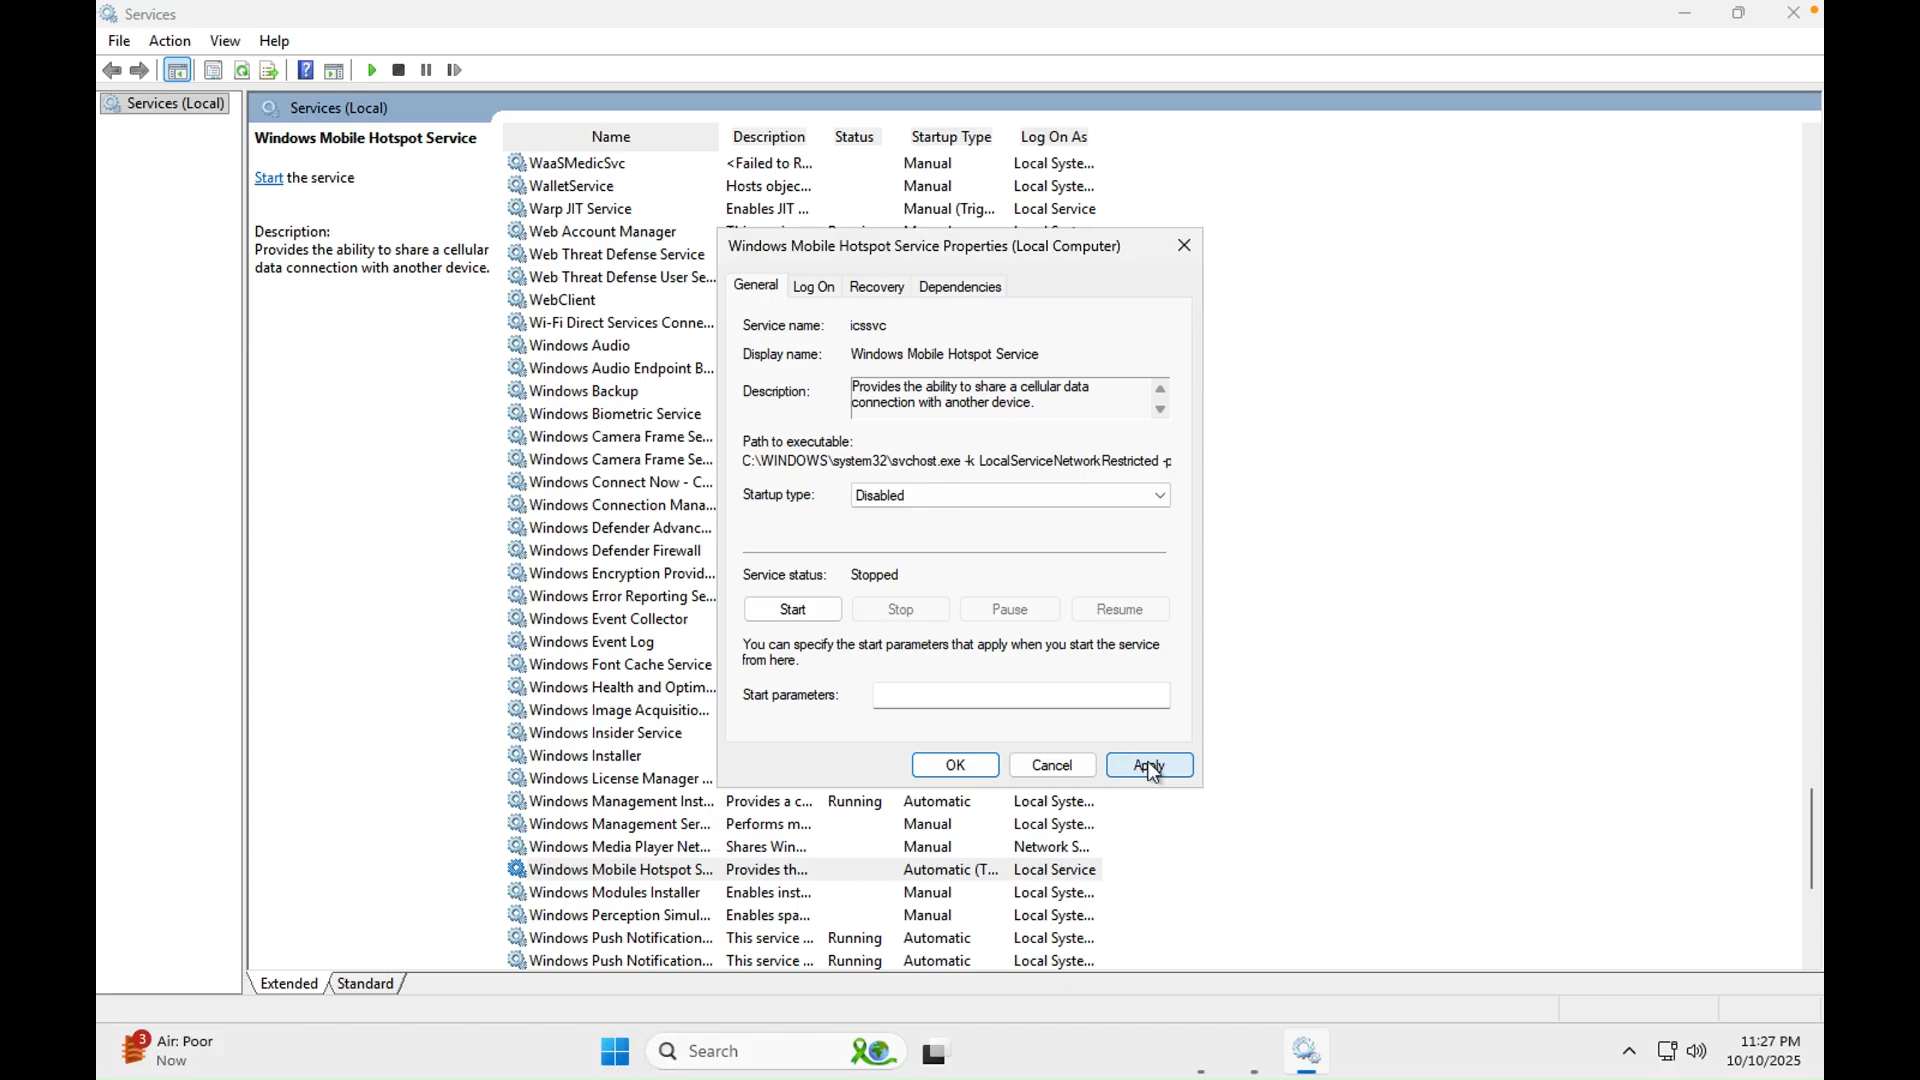 Services
File Action View Help
Services (Local)
Services (Local)
Windows Mobile Hotspot Service
Start the service
Description:
Provides the ability to share a cellular
data connection with another device.
Name Description Status Startup Type Log On As
WaaSMedicSvc <Failed to R... Manual Local Syste...
WalletService Hosts objec... Manual Local Syste...
Warp JIT Service Enables JIT ... Manual (Trig... Local Service
Web Account Manager
Web Threat Defense Service
Web Threat Defense User Se...
WebClient
Wi-Fi Direct Services Conne...
Windows Audio
Windows Audio Endpoint B...
Windows Backup
Windows Biometric Service
Windows Camera Frame Se...
Windows Camera Frame Se...
Windows Connect Now - C...
Windows Connection Mana...
Windows Defender Advanc...
Windows Defender Firewall
Windows Encryption Provid...
Windows Error Reporting Se...
Windows Event Collector
Windows Event Log
Windows Font Cache Service
Windows Health and Optim...
Windows Image Acquisitio...
Windows Insider Service
Windows Installer
Windows License Manager ...
Windows Management Inst... Provides a c... Running Automatic Local Syste...
Windows Management Ser... Performs m... Manual Local Syste...
Windows Media Player Net... Shares Win... Manual Network S...
Windows Mobile Hotspot S... Provides th... Automatic (T... Local Service
Windows Modules Installer Enables inst... Manual Local Syste...
Windows Perception Simul... Enables spa... Manual Local Syste...
Windows Push Notification... This service ... Running Automatic Local Syste...
Windows Push Notification... This service ... Running Automatic Local Syste...
Windows Mobile Hotspot Service Properties (Local Computer)
General Log On Recovery Dependencies
Service name: icssvc
Display name: Windows Mobile Hotspot Service
Description: Provides the ability to share a cellular data
connection with another device.
Path to executable:
C:\WINDOWS\system32\svchost.exe -k LocalServiceNetworkRestricted -p
Startup type: Disabled
Service status: Stopped
Start Stop Pause Resume
You can specify the start parameters that apply when you start the service
from here.
Start parameters:
OK Cancel Apply
Extended Standard
3 Air: Poor
Now
Search
11:27 PM
10/10/2025